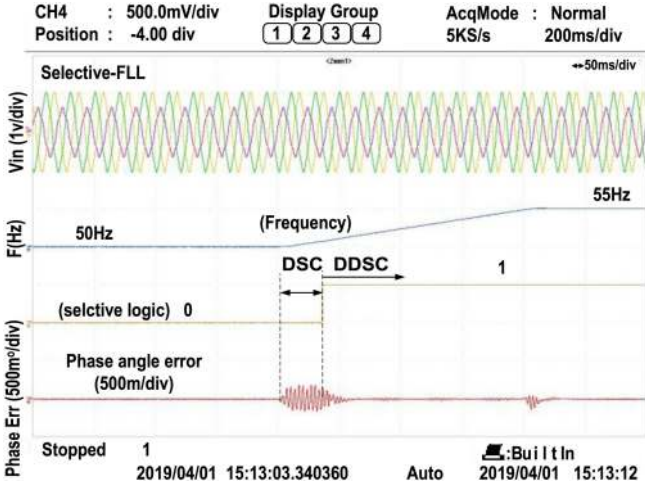 CH4 : 500.0mV/div Display Group AcqMode : Normal
Position : -4.00 div 1 2 3 4 5KS/s 200ms/div
<Zoom1>
Selective-FLL ↔50ms/div
Vin (1v/div)
55Hz
50Hz (Frequency)
F(Hz)
DSC DDSC 1
(selctive logic) 0
Phase angle error
(500m/div)
Phase Err (500mº/div)
Stopped 1 :BuiltIn
2019/04/01 15:13:03.340360 Auto 2019/04/01 15:13:12